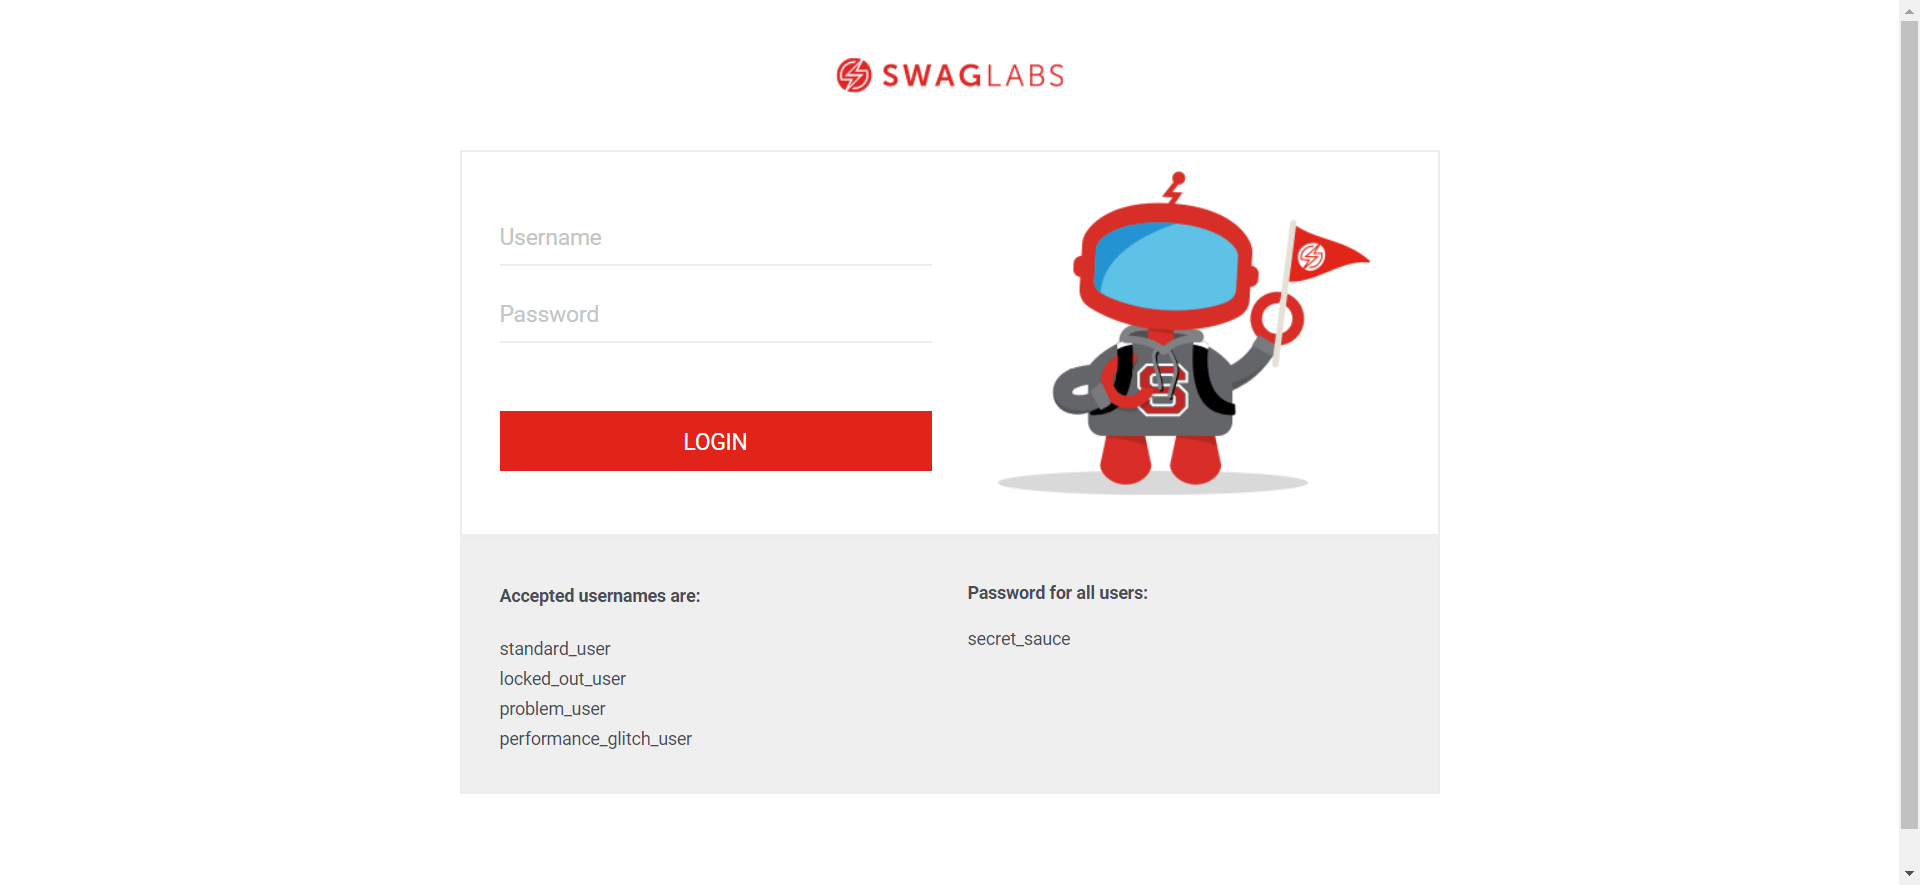 SWAGLABS
Username
Password
LOGIN
S
Accepted usernames are:
standard_user
locked_out_user
problem_user
performance_glitch_user
Password for all users:
secret_sauce